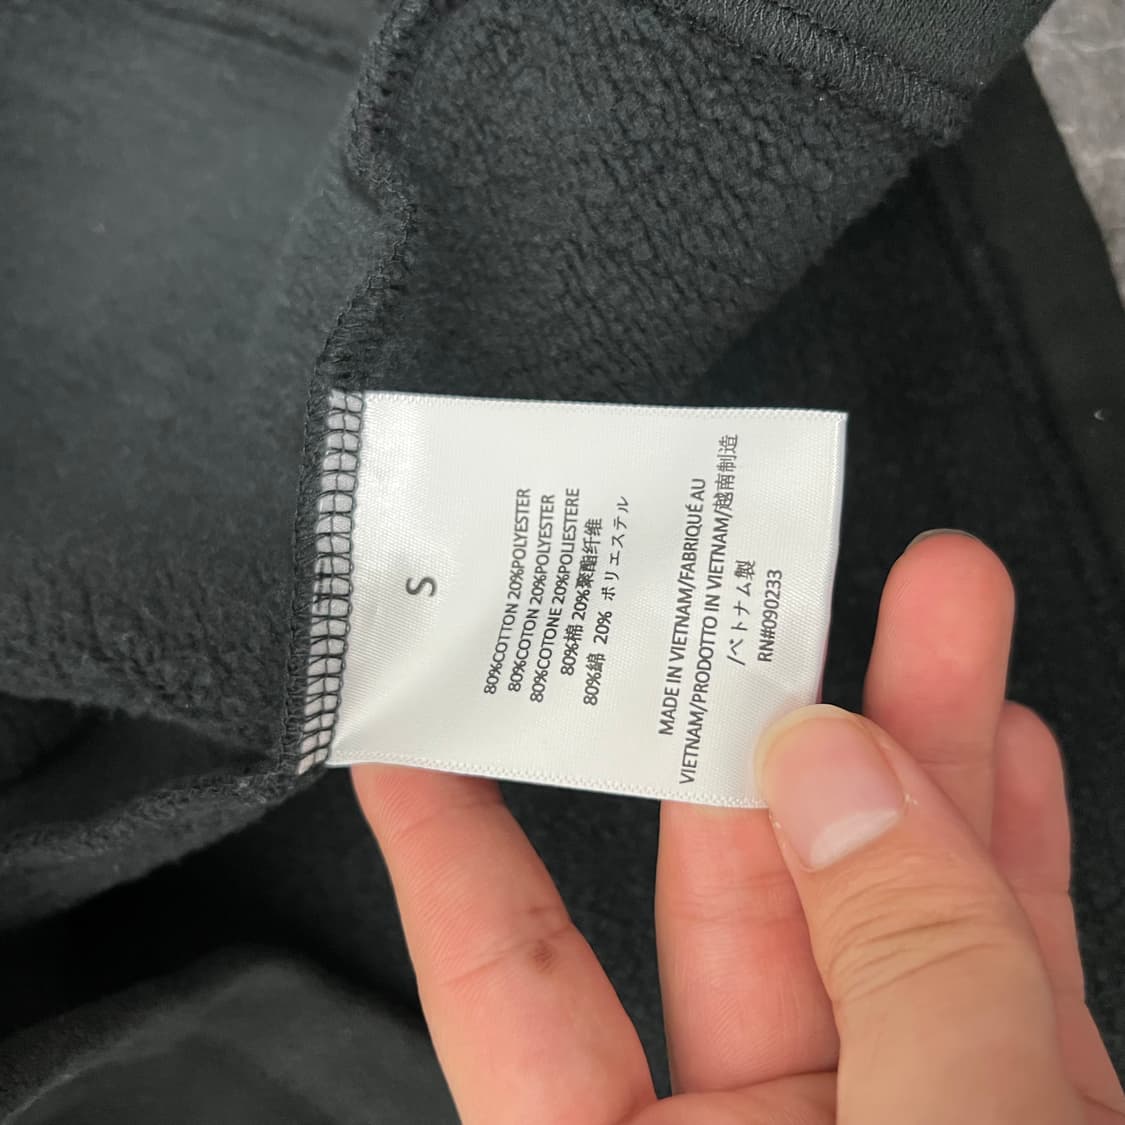 S
80%COTTON 20%POLYESTER
80%COTON 20%POLYESTER
80%COTONE 20%POLIESTERE
80%棉 20%聚酯纤维
80%綿 20% ポリエステル
MADE IN VIETNAM/FABRIQUÉ AU
VIETNAM/PRODOTTO IN VIETNAM/越南制造
/ベトナム製
RN#090233